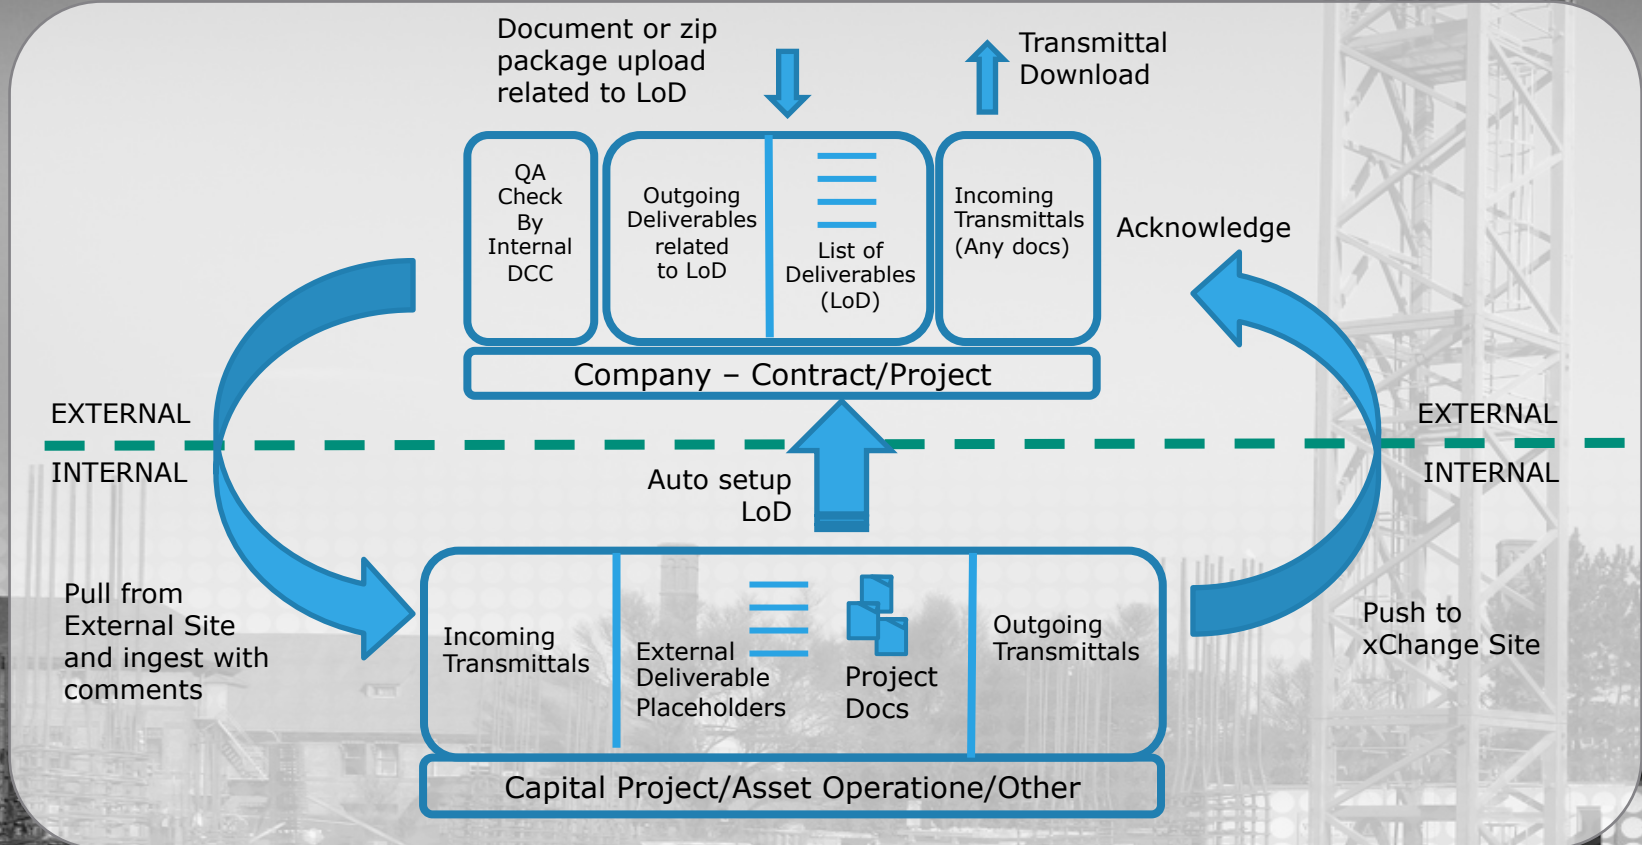 Document or zip
package upload
related to LoD
Transmittal
Download
QA
Check
By
Internal
DCC
Outgoing
Deliverables
related
to LoD
List of
Deliverables
(LoD)
Incoming
Transmittals
(Any docs)
Acknowledge
Company – Contract/Project
EXTERNAL
EXTERNAL
INTERNAL
INTERNAL
Auto setup
LoD
Pull from
External Site
and ingest with
comments
Incoming
Transmittals
External
Deliverable
Placeholders
Project
Docs
Outgoing
Transmittals
Push to
xChange Site
Capital Project/Asset Operatione/Other